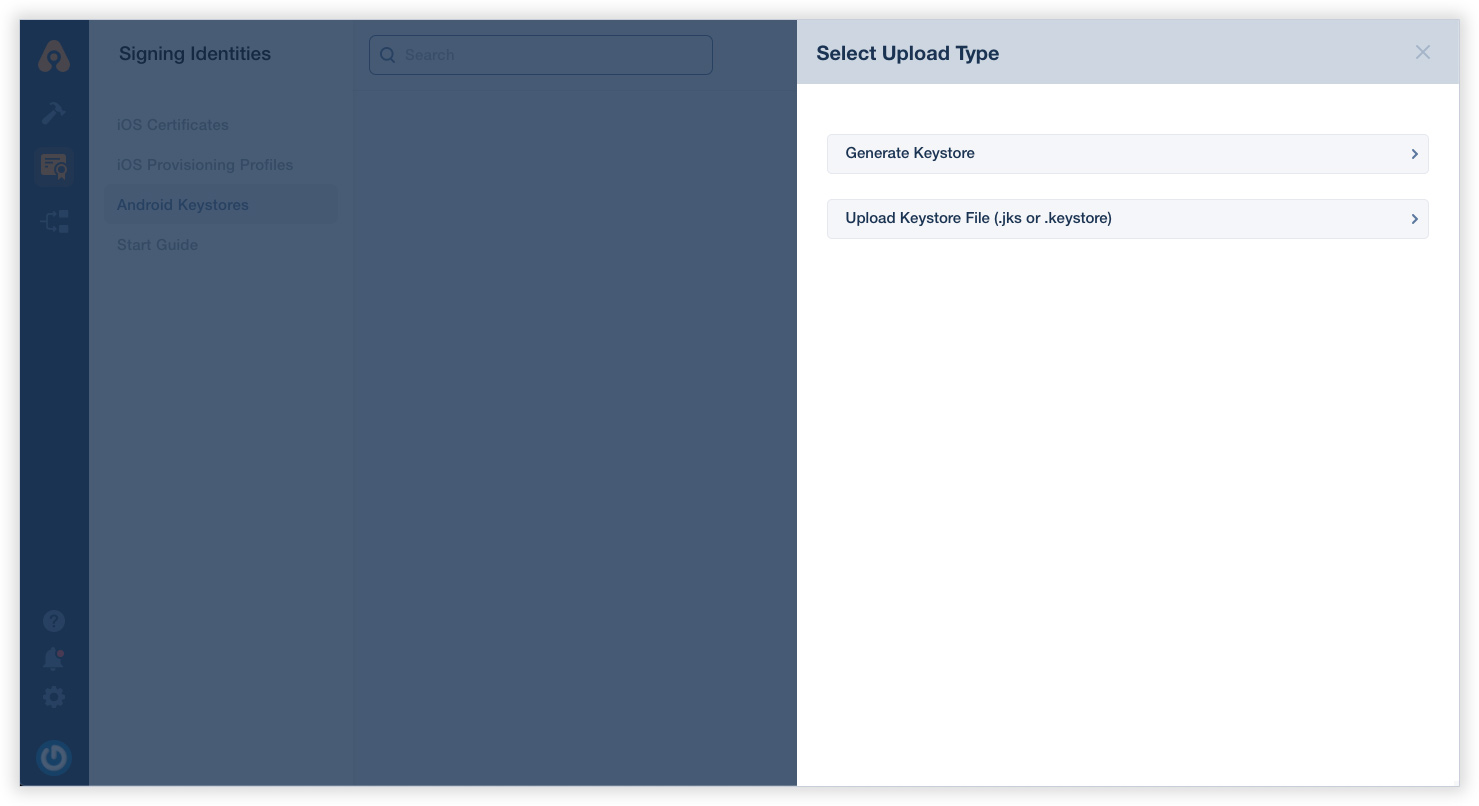 Signing Identities
Search
iOS Certificates
iOS Provisioning Profiles
Android Keystores
Start Guide
Select Upload Type
Generate Keystore
Upload Keystore File (.jks or .keystore)